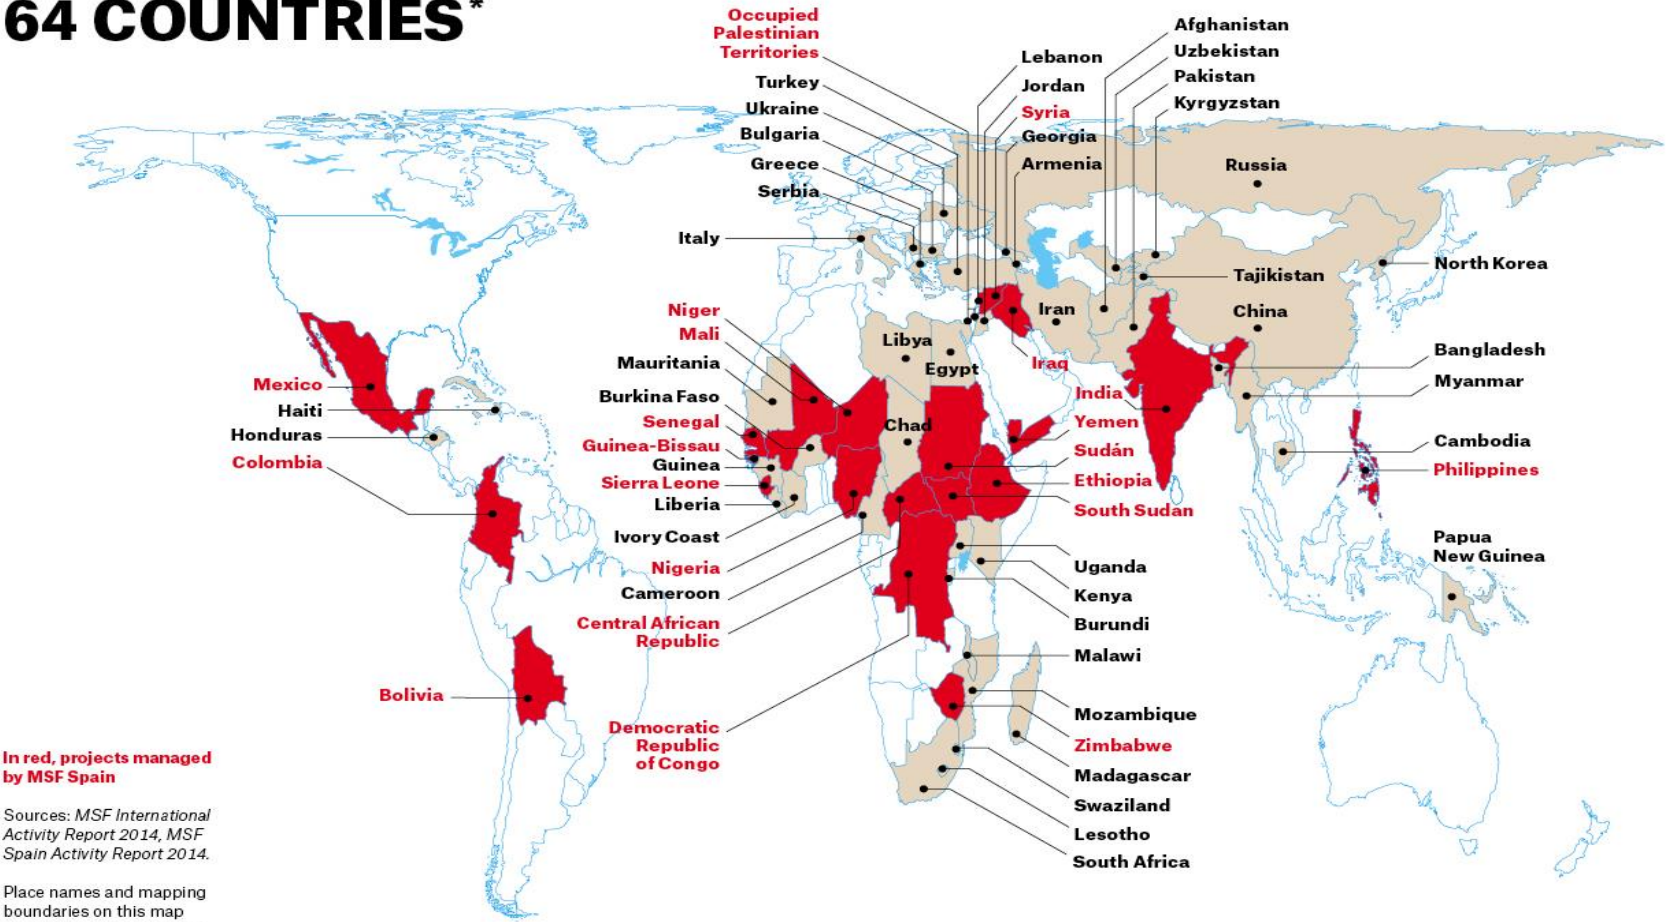 64 COUNTRIES*
Occupied
Palestinian
Territories
Turkey
Ukraine
Bulgaria
Greece
Serbia
Italy
Lebanon
Jordan
Syria
Georgia
Armenia
Afghanistan
Uzbekistan
Pakistan
Kyrgyzstan
Russia
North Korea
Tajikistan
China
Iran
Libya
Egypt
Iraq
Niger
Mali
Mauritania
Burkina Faso
Senegal
Guinea-Bissau
Guinea
Sierra Leone
Liberia
Ivory Coast
Nigeria
Cameroon
Central African
Republic
Democratic
Republic
of Congo
Chad
Mexico
Haiti
Honduras
Colombia
Bolivia
India
Yemen
Sudán
Ethiopia
South Sudan
Uganda
Kenya
Burundi
Malawi
Mozambique
Zimbabwe
Madagascar
Swaziland
Lesotho
South Africa
Bangladesh
Myanmar
Cambodia
Philippines
Papua
New Guinea
In red, projects managed
by MSF Spain
Sources: MSF International
Activity Report 2014, MSF
Spain Activity Report 2014.
Place names and mapping
boundaries on this map